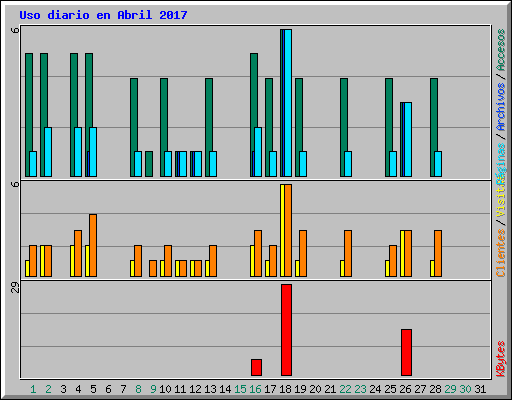 Uso diario en Abril 2017
6
6
29
Accesos / Archivos / Páginas
Visitas / Clientes
KBytes
1 2 3 4 5 6 7 8 9 10 11 12 13 14 15 16 17 18 19 20 21 22 23 24 25 26 27 28 29 30 31